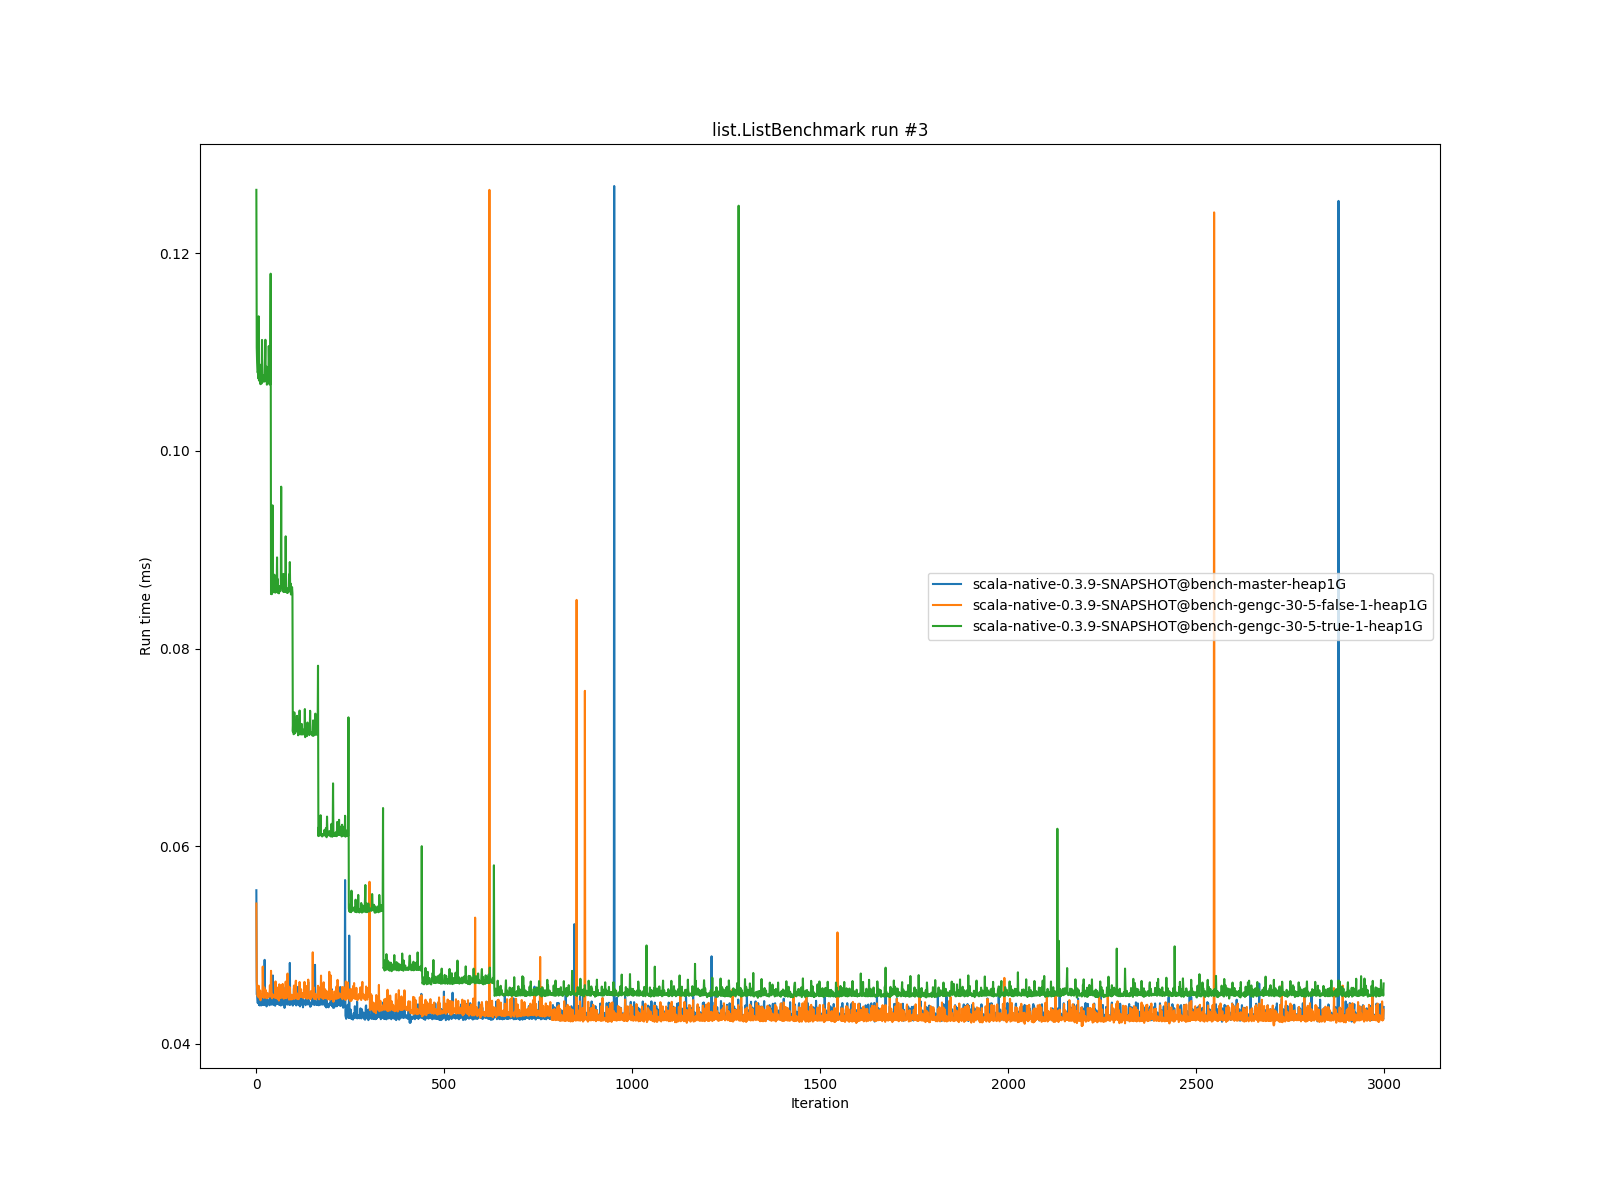 list.ListBenchmark run #3
0.12
0.10
0.08
0.06
0.04
Run time (ms)
scala-native-0.3.9-SNAPSHOT@bench-master-heap1G
scala-native-0.3.9-SNAPSHOT@bench-gengc-30-5-false-1-heap1G
scala-native-0.3.9-SNAPSHOT@bench-gengc-30-5-true-1-heap1G
0 500 1000 1500 2000 2500 3000
Iteration